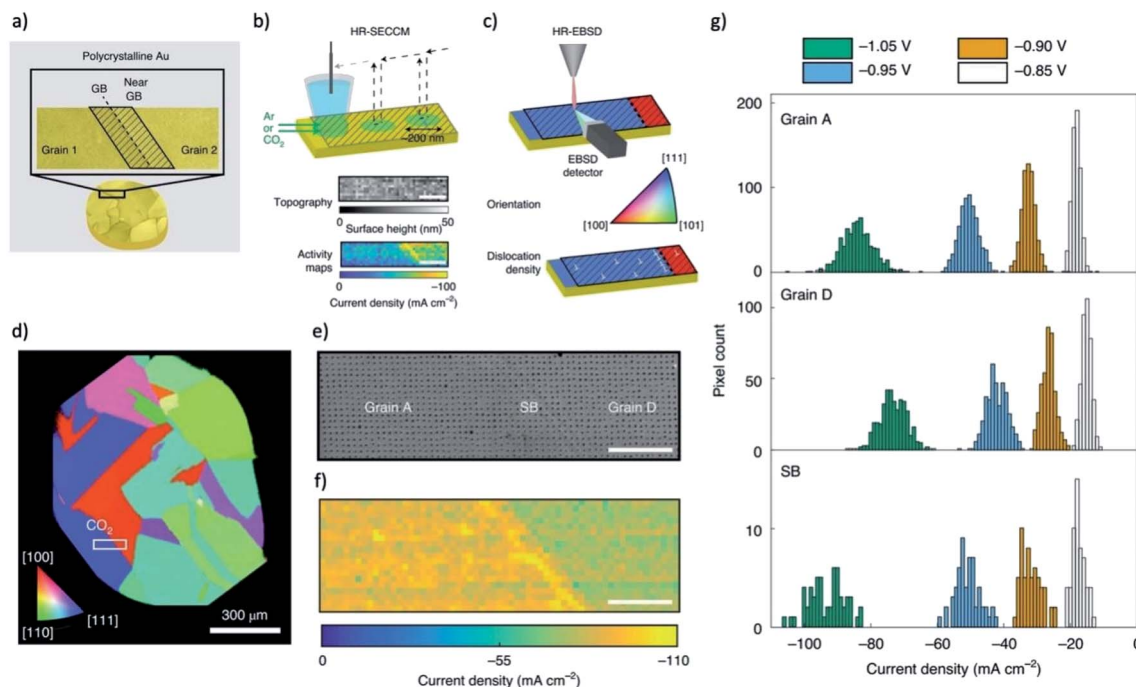 a)
Polycrystalline Au
GB
Near
GB
Grain 1
Grain 2
b)
HR-SECCM
Ar
or
CO2
~200 nm
Topography
0 Surface height (nm) 50
Activity
maps
0 -100
Current density (mA cm−2)
c)
HR-EBSD
EBSD
detector
[111]
Orientation
[100]
[101]
Dislocation
density
d)
CO2
[100]
[111]
[110]
300 µm
e)
Grain A SB Grain D
f)
0 -55 -110
Current density (mA cm−2)
g)
−1.05 V −0.90 V
−0.95 V −0.85 V
200
Grain A
100
0
100
Grain D
50
0
SB
10
0
Pixel count
−100 −80 −60 −40 −20 0
Current density (mA cm−2)